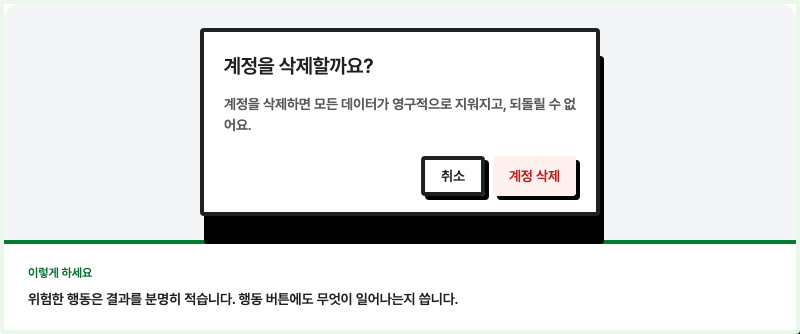 계정을 삭제할까요?
계정을 삭제하면 모든 데이터가 영구적으로 지워지고, 되돌릴 수 없
어요.
취소
계정 삭제
이렇게 하세요
위험한 행동은 결과를 분명히 적습니다. 행동 버튼에도 무엇이 일어나는지 씁니다.